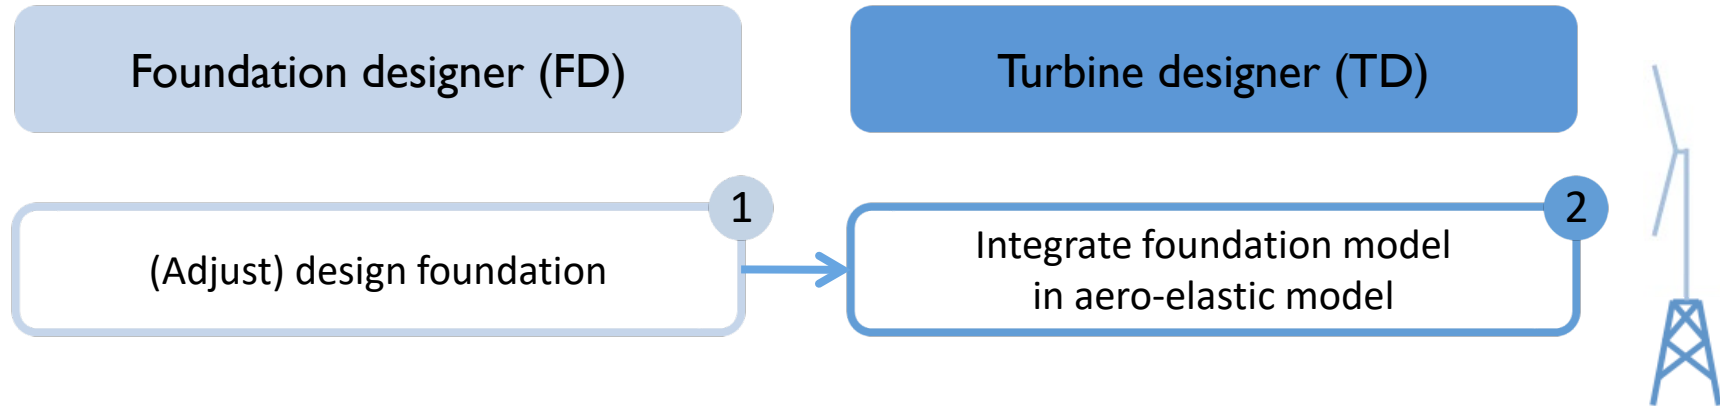 Foundation designer (FD)
Turbine designer (TD)
1
(Adjust) design foundation
2
Integrate foundation model
in aero-elastic model